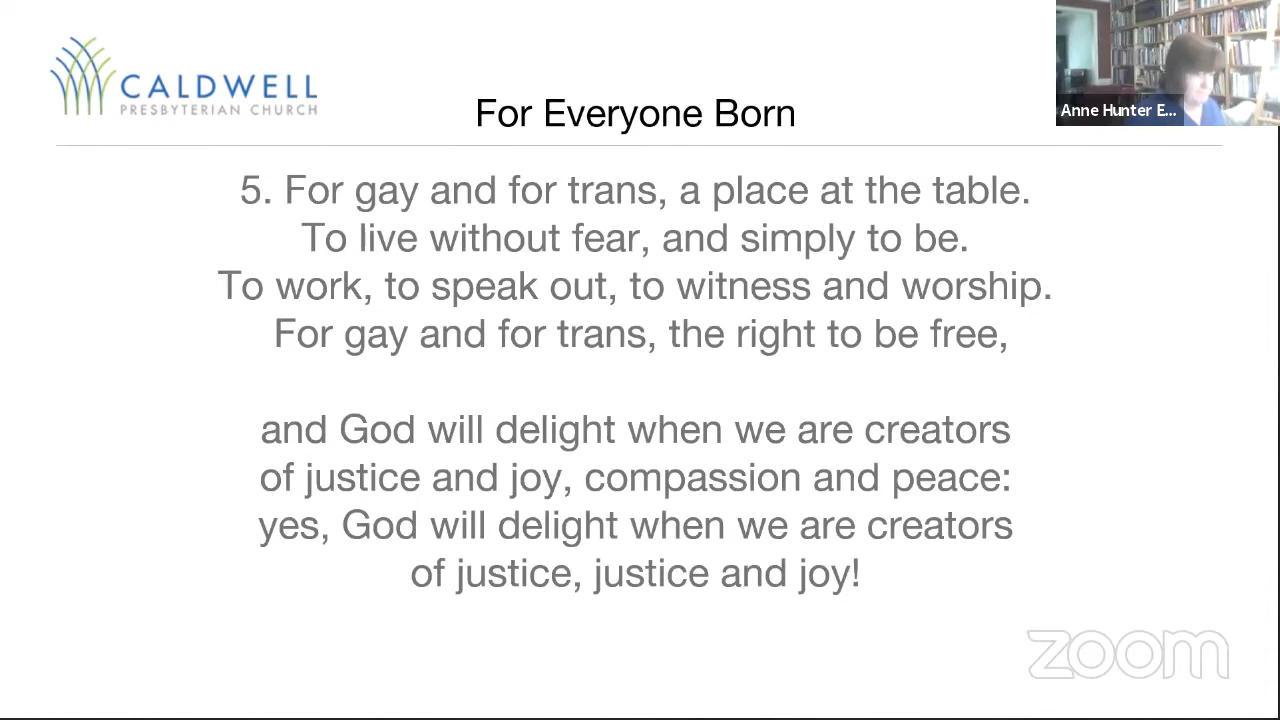 CALDWELL
PRESBYTERIAN CHURCH
For Everyone Born
Anne Hunter E...
5. For gay and for trans, a place at the table.
To live without fear, and simply to be.
To work, to speak out, to witness and worship.
For gay and for trans, the right to be free,
and God will delight when we are creators
of justice and joy, compassion and peace:
yes, God will delight when we are creators
of justice, justice and joy!
zoom